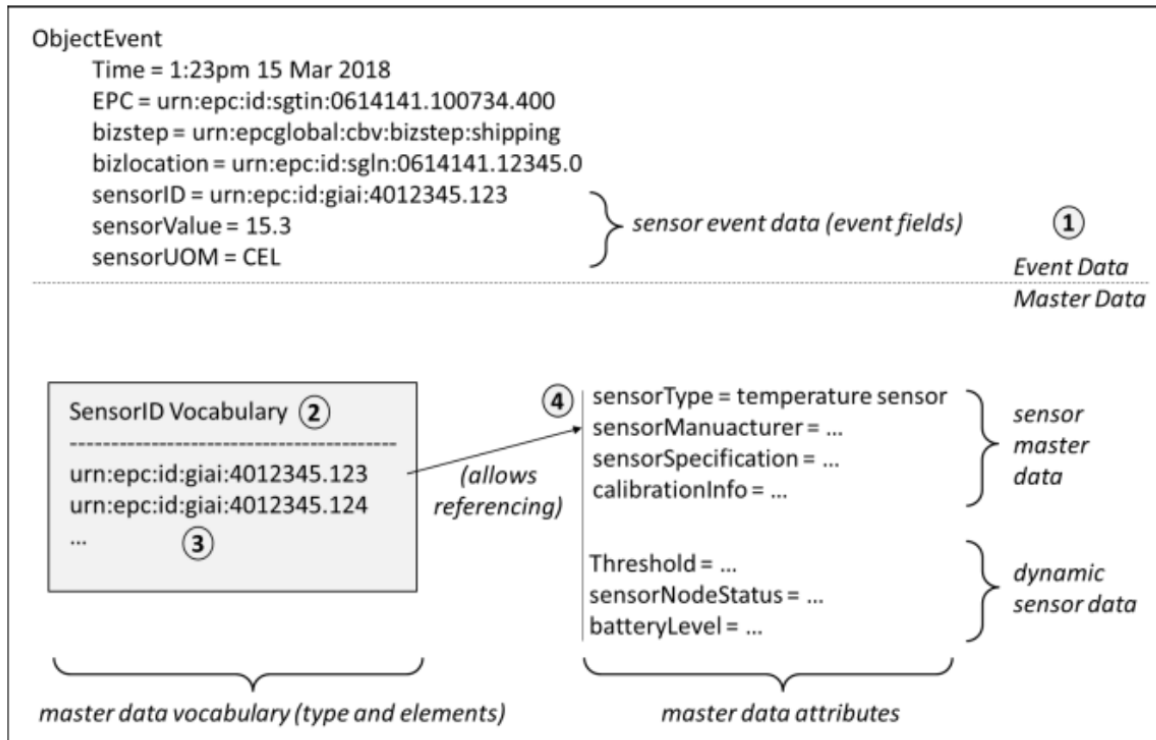 ObjectEvent
Time = 1:23pm 15 Mar 2018
EPC = urn:epc:id:sgtin:0614141.100734.400
bizstep = urn:epcglobal:cbv:bizstep:shipping
bizlocation = urn:epc:id:sgln:0614141.12345.0
sensorID = urn:epc:id:giai:4012345.123
sensorValue = 15.3
sensorUOM = CEL
sensor event data (event fields)
1
Event Data
Master Data
SensorID Vocabulary 2
-----------------------------------------
urn:epc:id:giai:4012345.123
urn:epc:id:giai:4012345.124
... 3
(allows
referencing)
4
sensorType = temperature sensor
sensorManuacturer = ...
sensorSpecification = ...
calibrationInfo = ...
sensor
master
data
Threshold = ...
sensorNodeStatus = ...
batteryLevel = ...
dynamic
sensor data
master data vocabulary (type and elements)
master data attributes